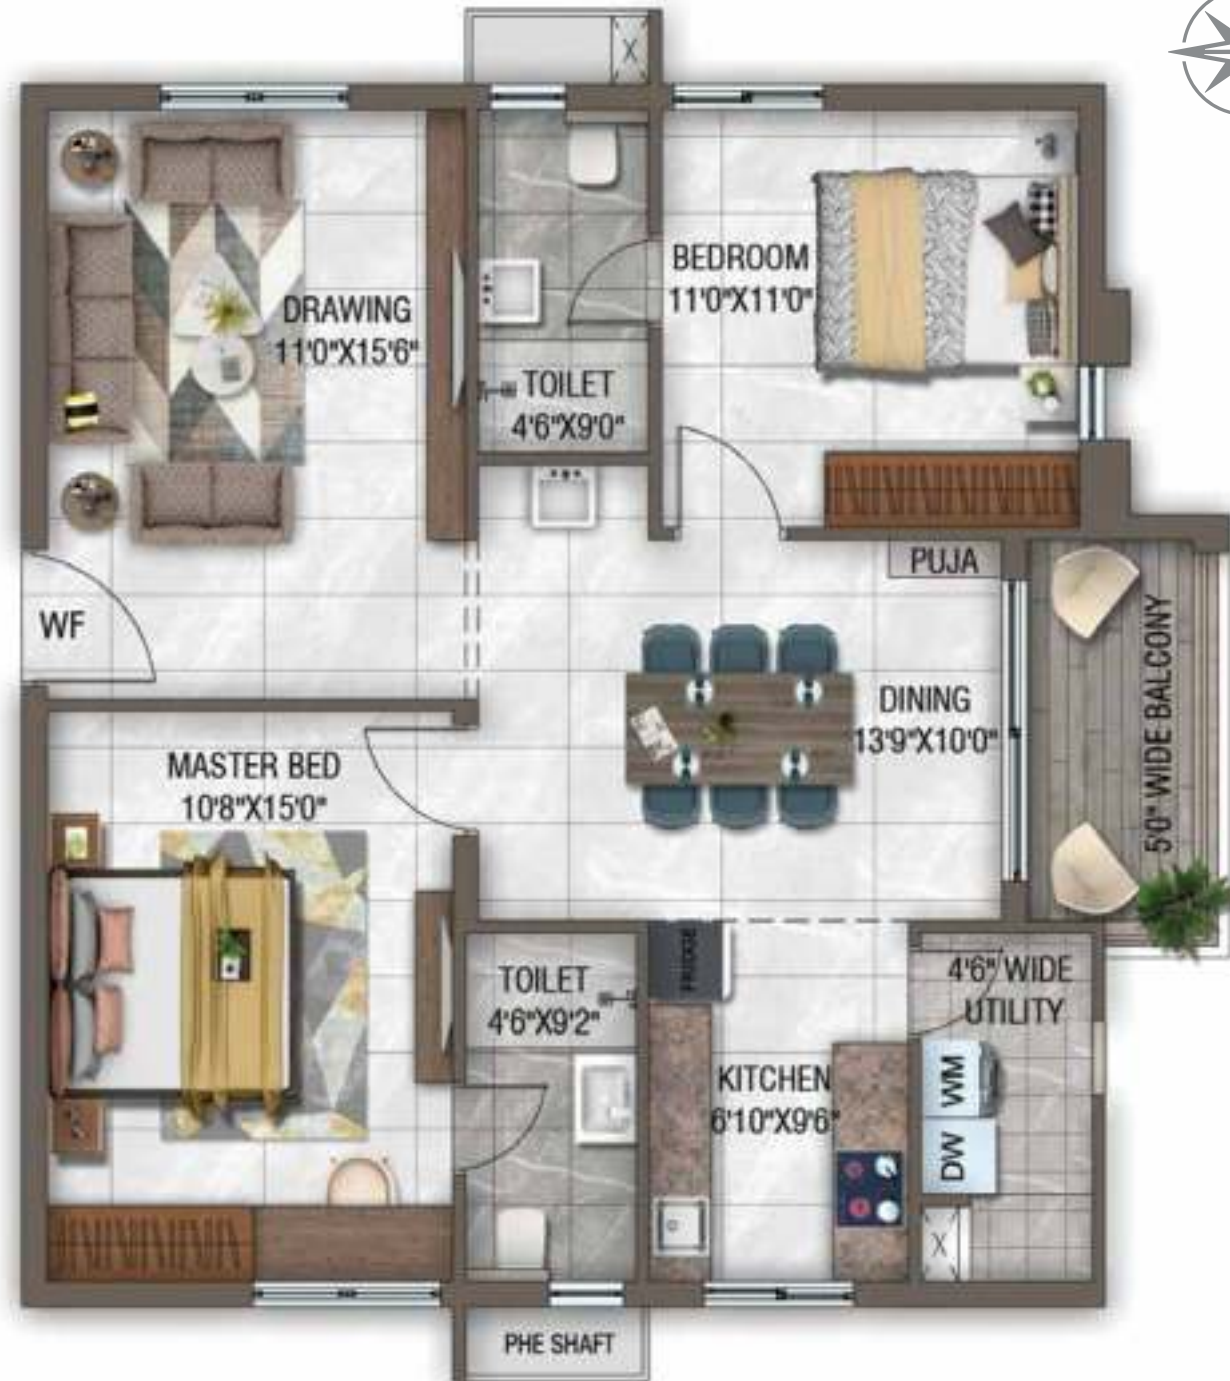 X
BEDROOM
11'0"X11'0"
DRAWING
11'0"X15'6"
TOILET
4'6"X9'0"
PUJA
WF
5'0" WIDE BALCONY
DINING
13'9"X10'0"
MASTER BED
10'8"X15'0"
FRIDGE
TOILET
4'6"X9'2"
4'6" WIDE
UTILITY
KITCHEN
6'10"X9'6"
WM
DW
X
PHE SHAFT